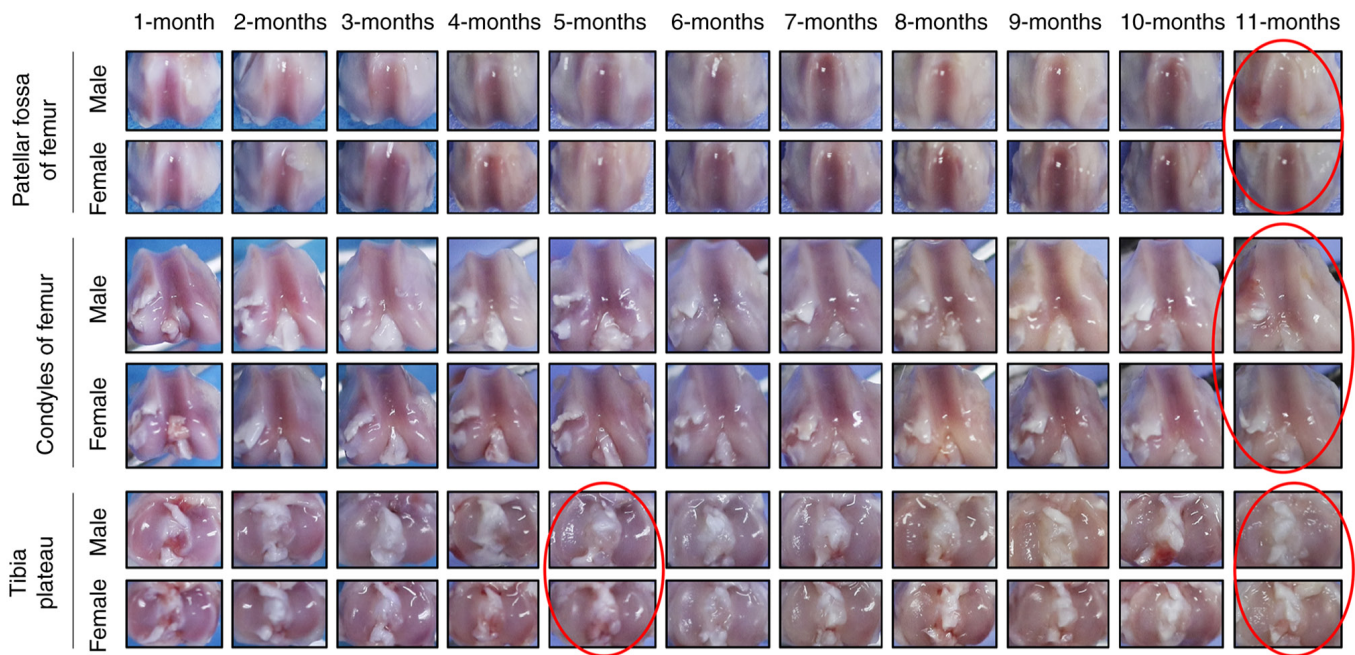 1-month 2-months 3-months 4-months 5-months 6-months 7-months 8-months 9-months 10-months 11-months
Patellar fossa
of femur
Male
Female
Condyles of femur
Male
Female
Tibia
plateau
Male
Female